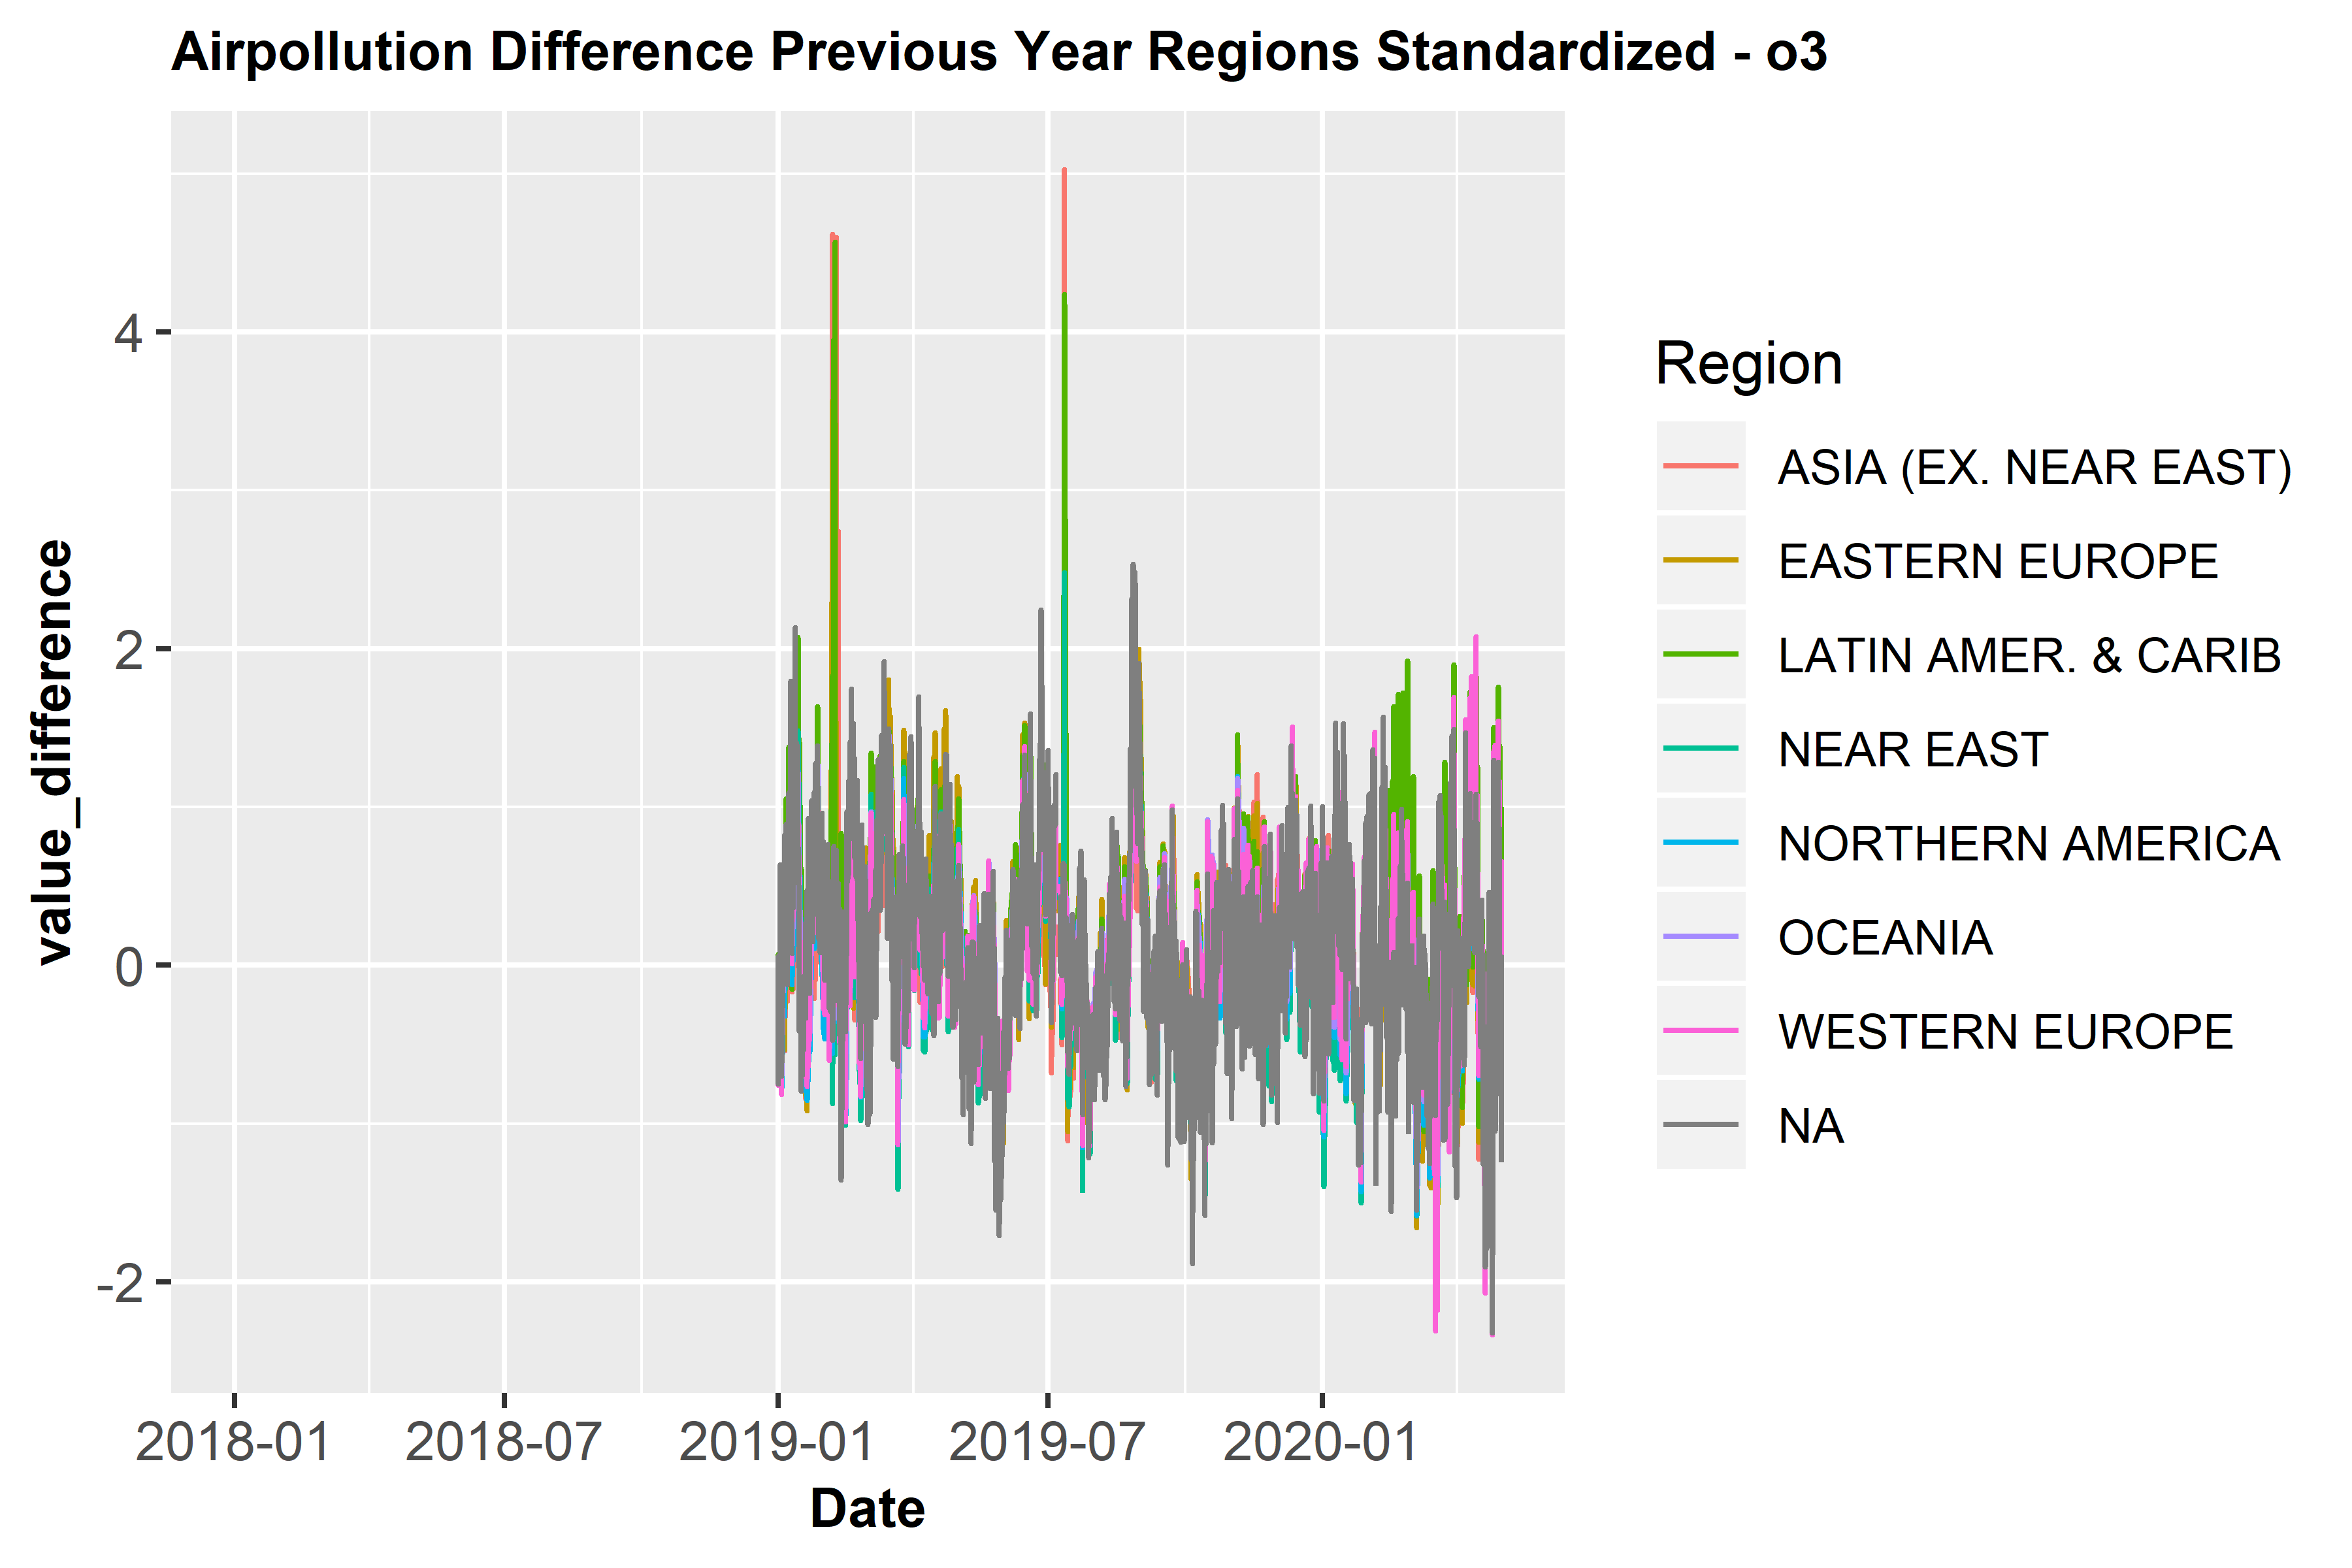 Airpollution Difference Previous Year Regions Standardized - o3
value_difference
4
2
0
-2
2018-01 2018-07 2019-01 2019-07 2020-01
Date
Region
ASIA (EX. NEAR EAST)
EASTERN EUROPE
LATIN AMER. & CARIB
NEAR EAST
NORTHERN AMERICA
OCEANIA
WESTERN EUROPE
NA